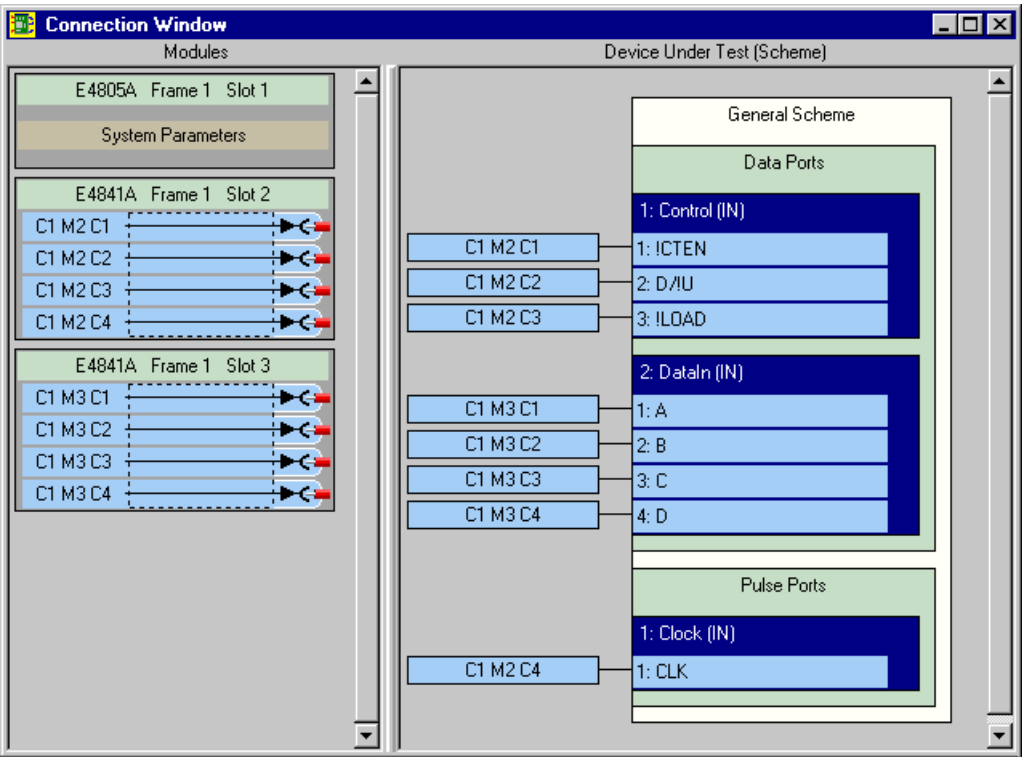 Connection Window
Modules
Device Under Test (Scheme)
E4805A Frame 1 Slot 1
System Parameters
E4841A Frame 1 Slot 2
C1 M2 C1
C1 M2 C2
C1 M2 C3
C1 M2 C4
E4841A Frame 1 Slot 3
C1 M3 C1
C1 M3 C2
C1 M3 C3
C1 M3 C4
General Scheme
Data Ports
1: Control (IN)
C1 M2 C1 1: !CTEN
C1 M2 C2 2: D/!U
C1 M2 C3 3: !LOAD
2: DataIn (IN)
C1 M3 C1 1: A
C1 M3 C2 2: B
C1 M3 C3 3: C
C1 M3 C4 4: D
Pulse Ports
1: Clock (IN)
C1 M2 C4 1: CLK